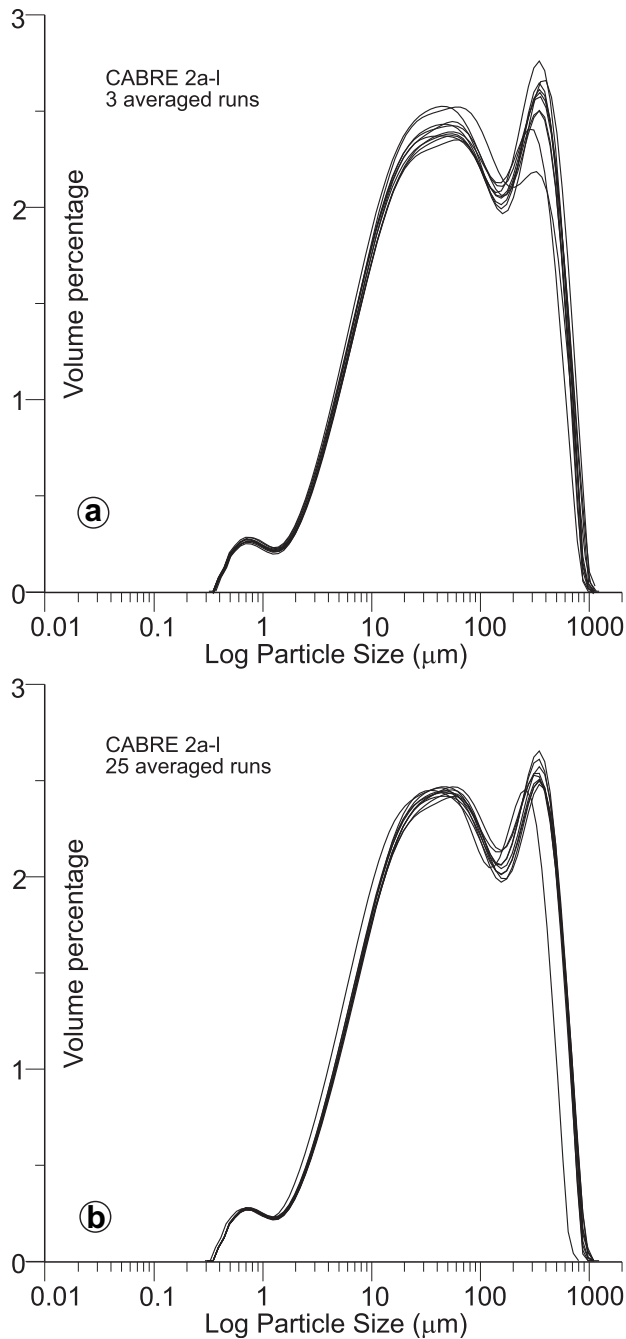 3
CABRE 2a-l
3 averaged runs
2
Volume percentage
1
a
0
0.01 0.1 1 10 100 1000
Log Particle Size (μm)
3
CABRE 2a-l
25 averaged runs
2
Volume percentage
1
b
0
0.01 0.1 1 10 100 1000
Log Particle Size (μm)